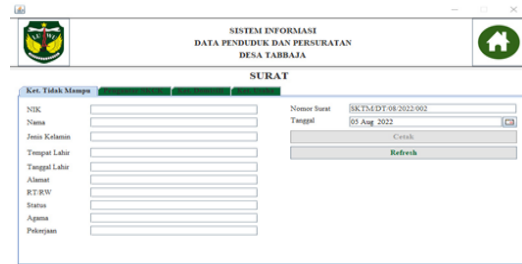 SISTEM INFORMASI
DATA PENDUDUK DAN PERSURATAN
DESA TABBAJA
SURAT
Ket. Tidak Mampu
NIK
Nama
Jenis Kelamin
Tempat Lahir
Tanggal Lahir
Alamat
RT/RW
Status
Agama
Pekerjaan
Nomor Surat SKTM/DT/08/2022/002
Tanggal 05 Aug 2022
Cetak
Refresh